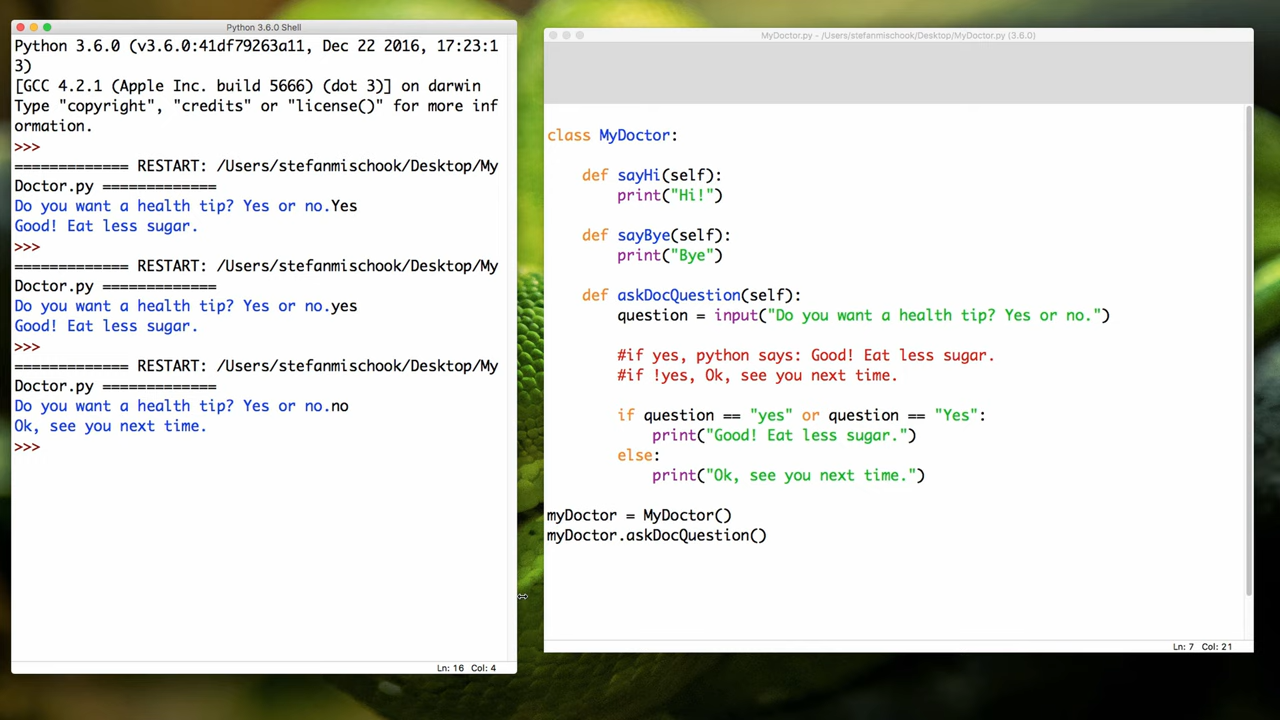 Python 3.6.0 Shell
Python 3.6.0 (v3.6.0:41df79263a11, Dec 22 2016, 17:23:1
3)
[GCC 4.2.1 (Apple Inc. build 5666) (dot 3)] on darwin
Type "copyright", "credits" or "license()" for more inf
ormation.
>>>
============= RESTART: /Users/stefanmischook/Desktop/My
Doctor.py =============
Do you want a health tip? Yes or no.Yes
Good! Eat less sugar.
>>>
============= RESTART: /Users/stefanmischook/Desktop/My
Doctor.py =============
Do you want a health tip? Yes or no.yes
Good! Eat less sugar.
>>>
============= RESTART: /Users/stefanmischook/Desktop/My
Doctor.py =============
Do you want a health tip? Yes or no.no
Ok, see you next time.
>>>
Ln: 16 Col: 4
MyDoctor.py - /Users/stefanmischook/Desktop/MyDoctor.py (3.6.0)
class MyDoctor:
def sayHi(self):
print("Hi!")
def sayBye(self):
print("Bye")
def askDocQuestion(self):
question = input("Do you want a health tip? Yes or no.")
#if yes, python says: Good! Eat less sugar.
#if !yes, Ok, see you next time.
if question == "yes" or question == "Yes":
print("Good! Eat less sugar.")
else:
print("Ok, see you next time.")
myDoctor = MyDoctor()
myDoctor.askDocQuestion()
Ln: 7 Col: 21